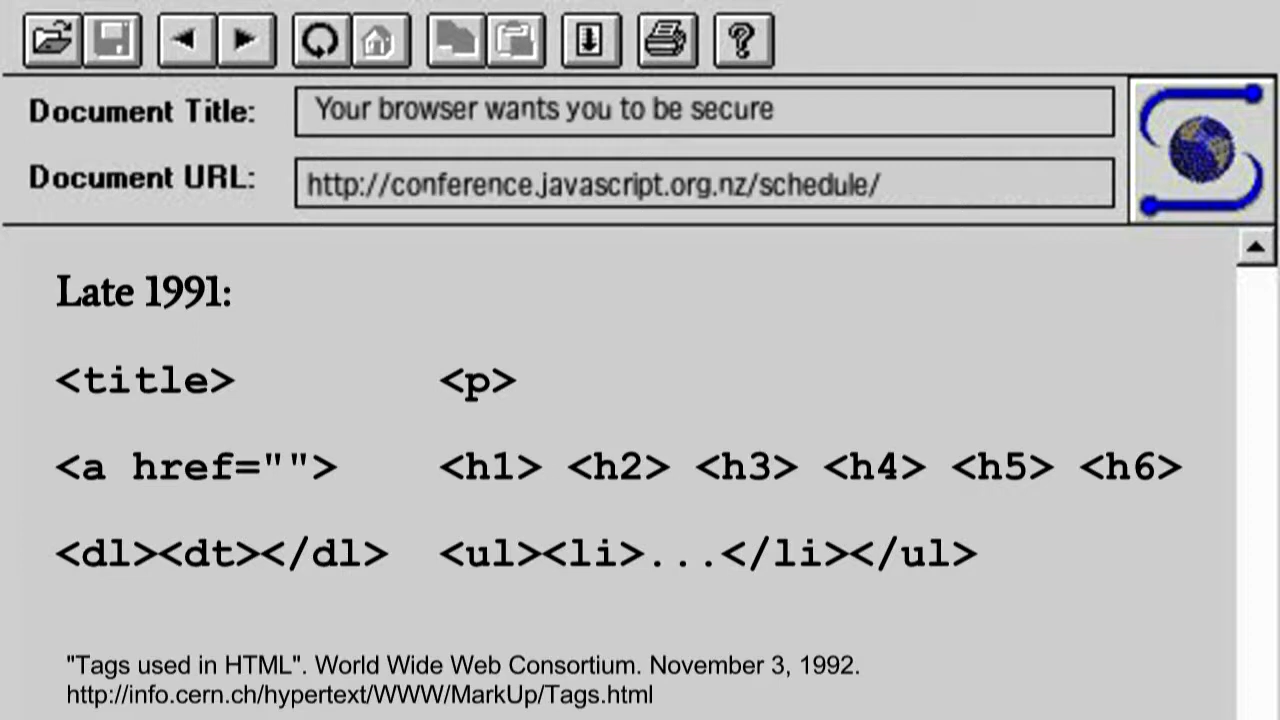 Document Title: Your browser wants you to be secure
Document URL: http://conference.javascript.org.nz/schedule/
Late 1991:
<title> <p>
<a href=""> <h1> <h2> <h3> <h4> <h5> <h6>
<dl><dt></dl> <ul><li>...</li></ul>
"Tags used in HTML". World Wide Web Consortium. November 3, 1992.
http://info.cern.ch/hypertext/WWW/MarkUp/Tags.html